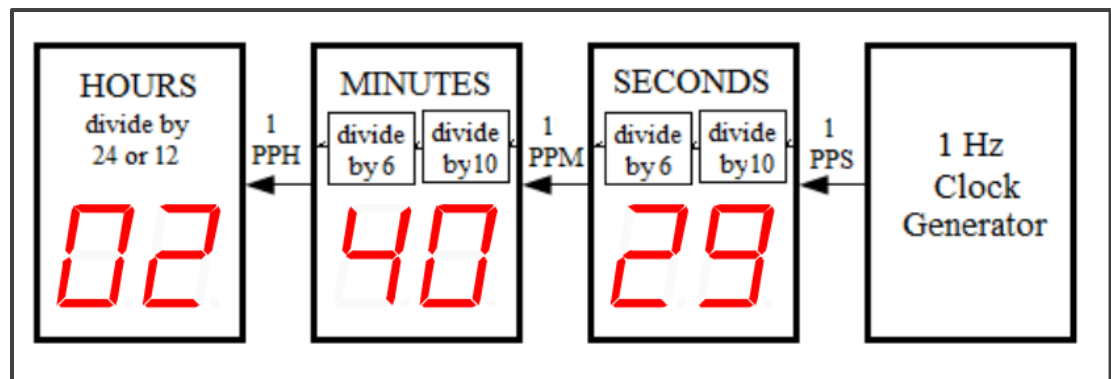 HOURS
divide by
24 or 12
02
1
PPH
MINUTES
divide
by 6
divide
by10
40
1
PPM
SECONDS
divide
by 6
divide
by10
29
1
PPS
1 Hz
Clock
Generator